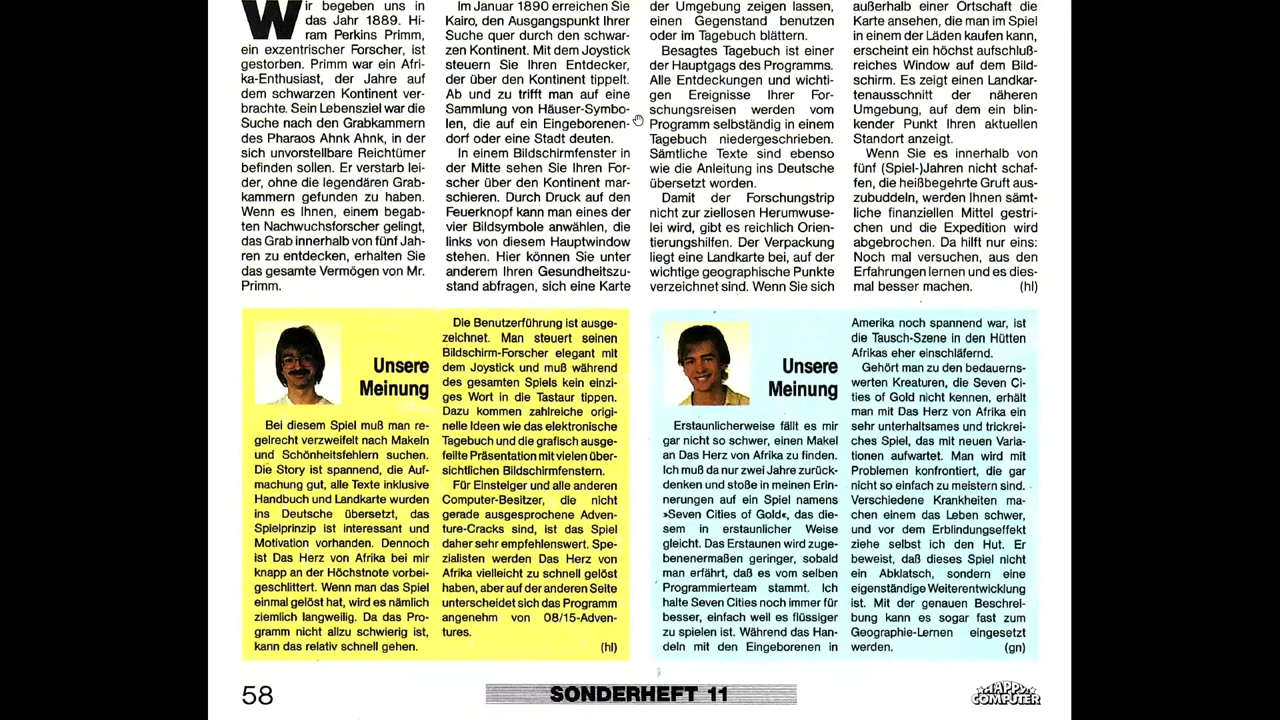 Wir begeben uns in
das Jahr 1889. Hi-
ram Perkins Primm,
ein exzentrischer Forscher, ist
gestorben. Primm war ein Afri-
ka-Enthusiast, der Jahre auf
dem schwarzen Kontinent ver-
brachte. Sein Lebensziel war die
Suche nach den Grabkammern
des Pharaos Ahnk Ahnk, in der
sich unvorstellbare Reichtümer
befinden sollen. Er verstarb lei-
der, ohne die legendären Grab-
kammern gefunden zu haben.
Wenn es Ihnen, einem begab-
ten Nachwuchsforscher gelingt,
das Grab innerhalb von fünf Jah-
ren zu entdecken, erhalten Sie
das gesamte Vermögen von Mr.
Primm.
Im Januar 1890 erreichen Sie
Kairo, den Ausgangspunkt Ihrer
Suche quer durch den schwar-
zen Kontinent. Mit dem Joystick
steuern Sie Ihren Entdecker,
der über den Kontinent tippelt.
Ab und zu trifft man auf eine
Sammlung von Häuser-Symbo-
len, die auf ein Eingeborenen-
dorf oder eine Stadt deuten.
In einem Bildschirmfenster in
der Mitte sehen Sie Ihren For-
scher über den Kontinent mar-
schieren. Durch Druck auf den
Feuerknopf kann man eines der
vier Bildsymbole anwählen, die
links von diesem Hauptwindow
stehen. Hier können Sie unter
anderem Ihren Gesundheitszu-
stand abfragen, sich eine Karte
der Umgebung zeigen lassen,
einen Gegenstand benutzen
oder im Tagebuch blättern.
Besagtes Tagebuch ist einer
der Hauptgags des Programms.
Alle Entdeckungen und wichti-
gen Ereignisse Ihrer For-
schungsreisen werden vom
Programm selbständig in einem
Tagebuch niedergeschrieben.
Sämtliche Texte sind ebenso
wie die Anleitung ins Deutsche
übersetzt worden.
Damit der Forschungstrip
nicht zur ziellosen Herumwuse-
lei wird, gibt es reichlich Orien-
tierungshilfen. Der Verpackung
liegt eine Landkarte bei, auf der
wichtige geographische Punkte
verzeichnet sind. Wenn Sie sich
außerhalb einer Ortschaft die
Karte ansehen, die man im Spiel
in einem der Läden kaufen kann,
erscheint ein höchst aufschluß-
reiches Window auf dem Bild-
schirm. Es zeigt einen Landkar-
tenausschnitt der näheren
Umgebung, auf dem ein blin-
kender Punkt Ihren aktuellen
Standort anzeigt.
Wenn Sie es innerhalb von
fünf (Spiel-)Jahren nicht schaf-
fen, die heißbegehrte Gruft aus-
zubuddeln, werden Ihnen sämt-
liche finanziellen Mittel gestri-
chen und die Expedition wird
abgebrochen. Da hilft nur eins:
Noch mal versuchen, aus den
Erfahrungen lernen und es dies-
mal besser machen. (hl)
Unsere
Meinung
Bei diesem Spiel muß man re-
gelrecht verzweifelt nach Makeln
und Schönheitsfehlern suchen.
Die Story ist spannend, die Auf-
machung gut, alle Texte inklusive
Handbuch und Landkarte wurden
ins Deutsche übersetzt, das
Spielprinzip ist interessant und
Motivation vorhanden. Dennoch
ist Das Herz von Afrika bei mir
knapp an der Höchstnote vorbei-
geschlittert. Wenn man das Spiel
einmal gelöst hat, wird es nämlich
ziemlich langweilig. Da das Pro-
gramm nicht allzu schwierig ist,
kann das relativ schnell gehen.
Die Benutzerführung ist ausge-
zeichnet. Man steuert seinen
Bildschirm-Forscher elegant mit
dem Joystick und muß während
des gesamten Spiels kein einzi-
ges Wort in die Tastaur tippen.
Dazu kommen zahlreiche origi-
nelle Ideen wie das elektronische
Tagebuch und die grafisch ausge-
feilte Präsentation mit vielen über-
sichtlichen Bildschirmfenstern.
Für Einsteiger und alle anderen
Computer-Besitzer, die nicht
gerade ausgesprochene Adven-
ture-Cracks sind, ist das Spiel
daher sehr empfehlenswert. Spe-
zialisten werden Das Herz von
Afrika vielleicht zu schnell gelöst
haben, aber auf der anderen Seite
unterscheidet sich das Programm
angenehm von 08/15-Adven-
tures. (hl)
Unsere
Meinung
Erstaunlicherweise fällt es mir
gar nicht so schwer, einen Makel
an Das Herz von Afrika zu finden.
Ich muß da nur zwei Jahre zurück-
denken und stoße in meinen Erin-
nerungen auf ein Spiel namens
»Seven Cities of Gold«, das die-
sem in erstaunlicher Weise
gleicht. Das Erstaunen wird zuge-
benenermaßen geringer, sobald
man erfährt, daß es vom selben
Programmierteam stammt. Ich
halte Seven Cities noch immer für
besser, einfach weil es flüssiger
zu spielen ist. Während das Han-
deln mit den Eingeborenen in
Amerika noch spannend war, ist
die Tausch-Szene in den Hütten
Afrikas eher einschläfernd.
Gehört man zu den bedauerns-
werten Kreaturen, die Seven Ci-
ties of Gold nicht kennen, erhält
man mit Das Herz von Afrika ein
sehr unterhaltsames und trickrei-
ches Spiel, das mit neuen Varia-
tionen aufwartet. Man wird mit
Problemen konfrontiert, die gar
nicht so einfach zu meistern sind.
Verschiedene Krankheiten ma-
chen einem das Leben schwer,
und vor dem Erblindungseffekt
ziehe selbst ich den Hut. Er
beweist, daß dieses Spiel nicht
ein Abklatsch, sondern eine
eigenständige Weiterentwicklung
ist. Mit der genauen Beschrei-
bung kann es sogar fast zum
Geographie-Lernen eingesetzt
werden. (gn)
58
SONDERHEFT 11
HAPPY
COMPUTER